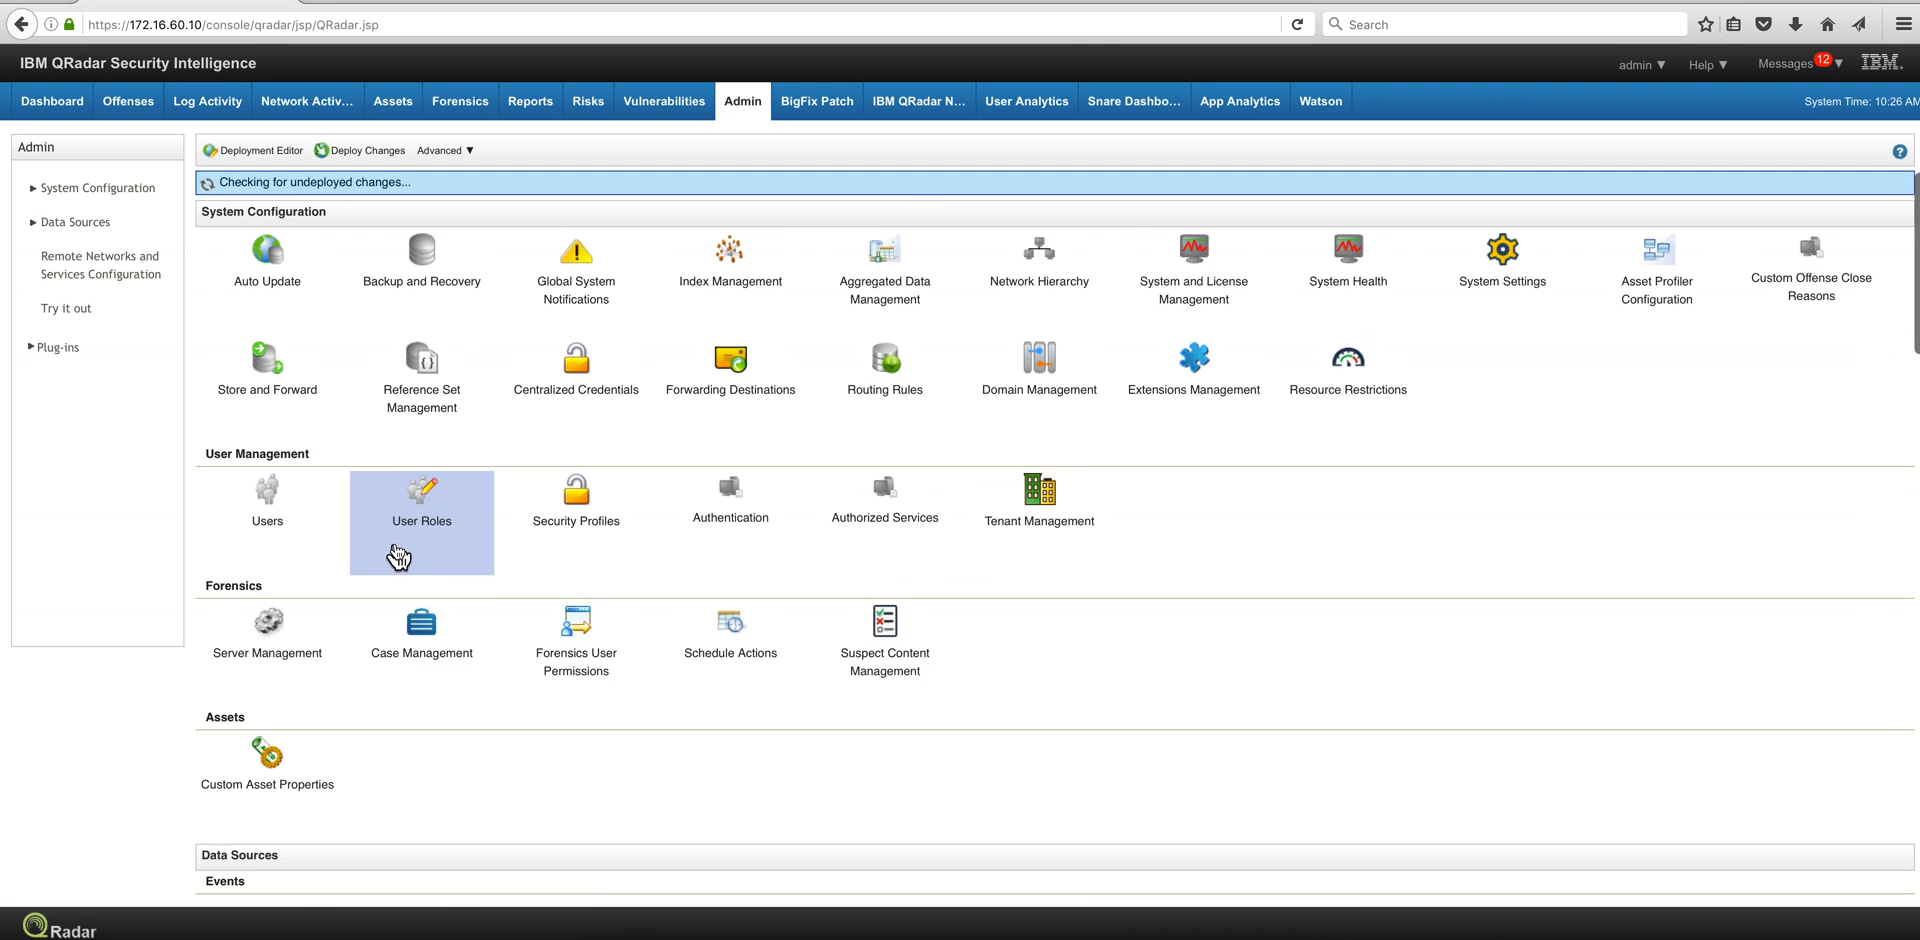 https://172.16.60.10/console/qradar/jsp/QRadar.jsp
Search
IBM QRadar Security Intelligence
admin ▼ Help ▼ Messages 12 ▼ IBM.
Dashboard Offenses Log Activity Network Activ... Assets Forensics Reports Risks Vulnerabilities Admin BigFix Patch IBM QRadar N... User Analytics Snare Dashbo... App Analytics Watson System Time: 10:26 AM
Admin
System Configuration
Data Sources
Remote Networks and
Services Configuration
Try it out
Plug-ins
Deployment Editor Deploy Changes Advanced ▼ ?
Checking for undeployed changes...
System Configuration
Auto Update
Backup and Recovery
Global System
Notifications
Index Management
Aggregated Data
Management
Network Hierarchy
System and License
Management
System Health
System Settings
Asset Profiler
Configuration
Custom Offense Close
Reasons
Store and Forward
Reference Set
Management
Centralized Credentials
Forwarding Destinations
Routing Rules
Domain Management
Extensions Management
Resource Restrictions
User Management
Users
User Roles
Security Profiles
Authentication
Authorized Services
Tenant Management
Forensics
Server Management
Case Management
Forensics User
Permissions
Schedule Actions
Suspect Content
Management
Assets
Custom Asset Properties
Data Sources
Events
QRadar